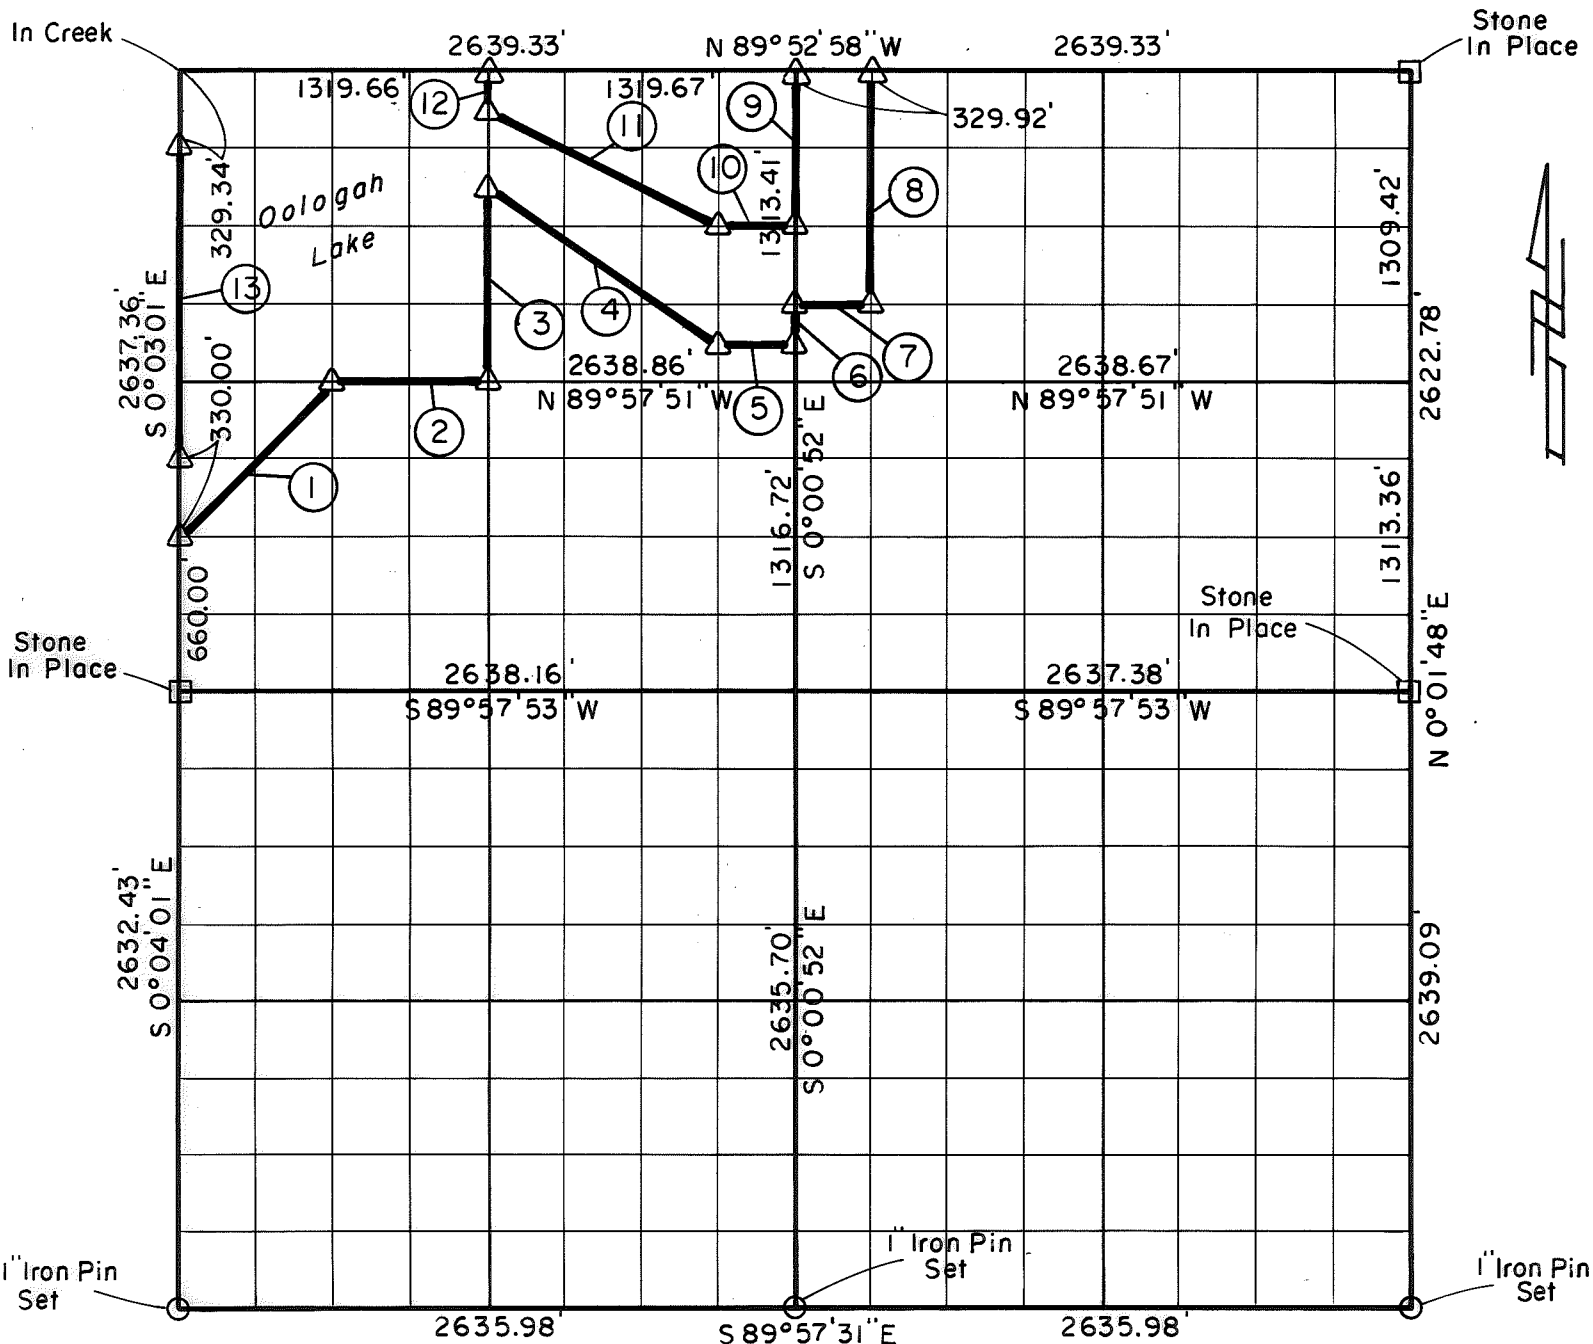 In Creek
2639.33'
N 89°52'58"W
2639.33'
Stone
In Place
1319.66'
12
1319.67'
11
9
329.92'
10
1313.41'
8
329.34'
Oologah
Lake
1309.42'
13
3
4
2637.36'
S 0°03'01"E
330.00'
2638.86'
N 89°57'51"W
5
6
7
2638.67'
N 89°57'51"W
2622.78'
2
1
1316.72'
S 0°00'52"E
1313.36'
660.00'
Stone
In Place
Stone
In Place
N 0°01'48"E
2638.16'
S 89°57'53"W
2637.38'
S 89°57'53"W
2632.43'
S 0°04'01"E
2635.70'
S 0°00'52"E
2639.09'
1" Iron Pin
Set
1" Iron Pin
Set
1" Iron Pin
Set
2635.98'
S 89°57'31"E
2635.98'